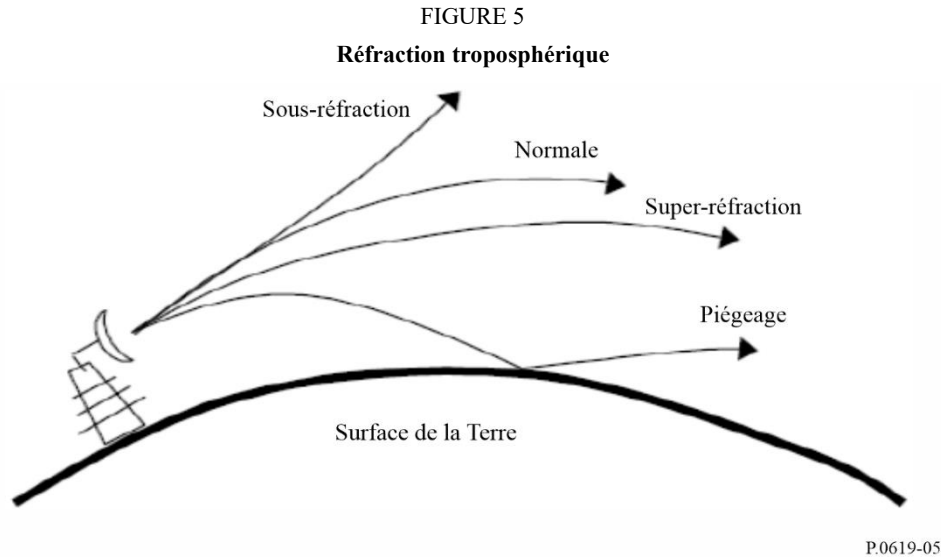 FIGURE 5
Réfraction troposphérique
Sous-réfraction
Normale
Super-réfraction
Piégeage
Surface de la Terre
P.0619-05